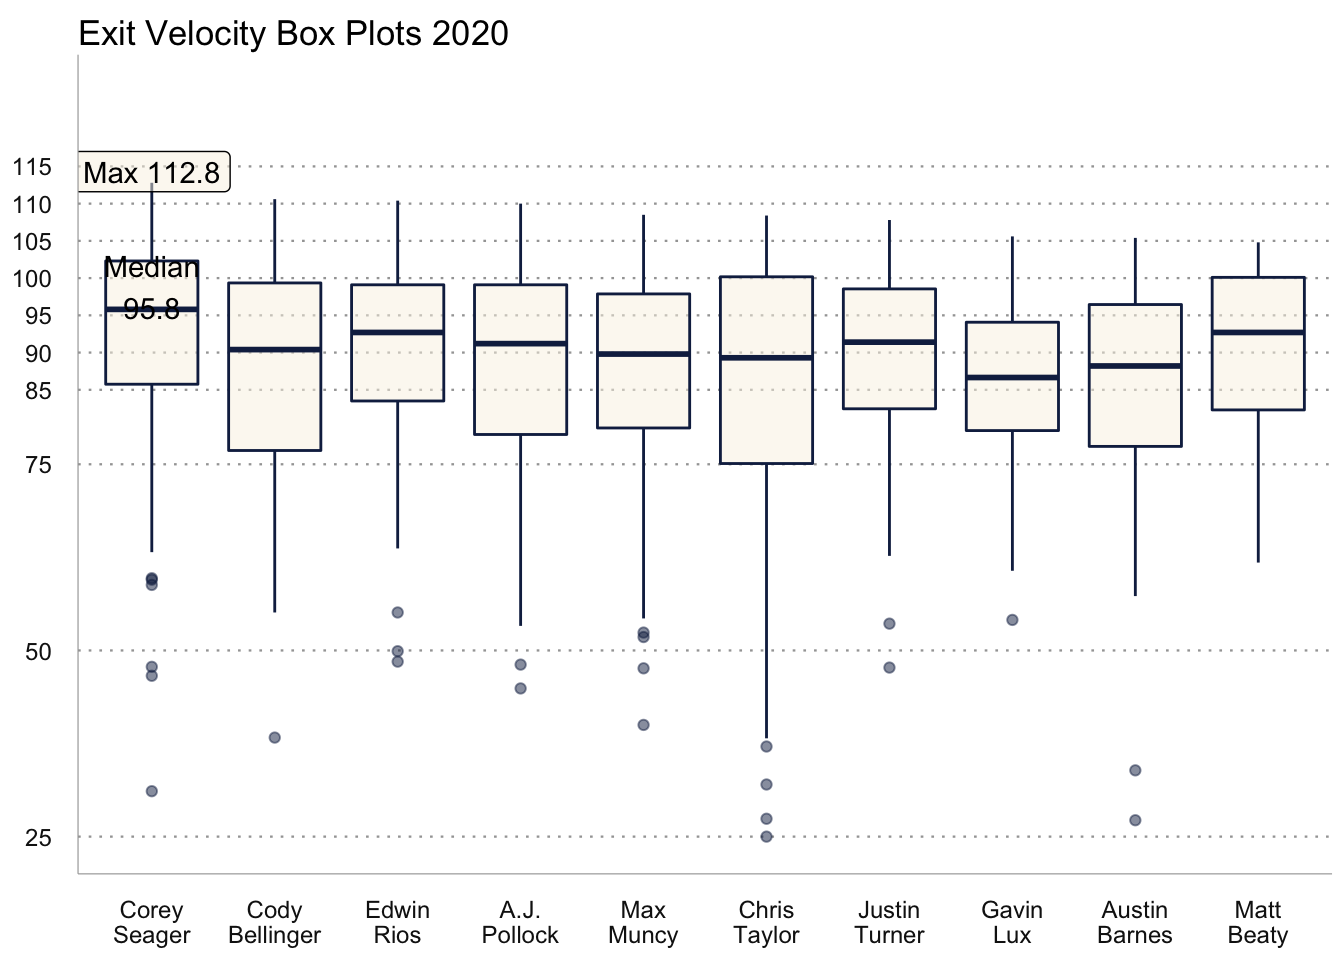 Exit Velocity Box Plots 2020
115
110
105
100
95
90
85
75
50
25
Max 112.8
Median
95.8
Corey
Seager
Cody
Bellinger
Edwin
Rios
A.J.
Pollock
Max
Muncy
Chris
Taylor
Justin
Turner
Gavin
Lux
Austin
Barnes
Matt
Beaty